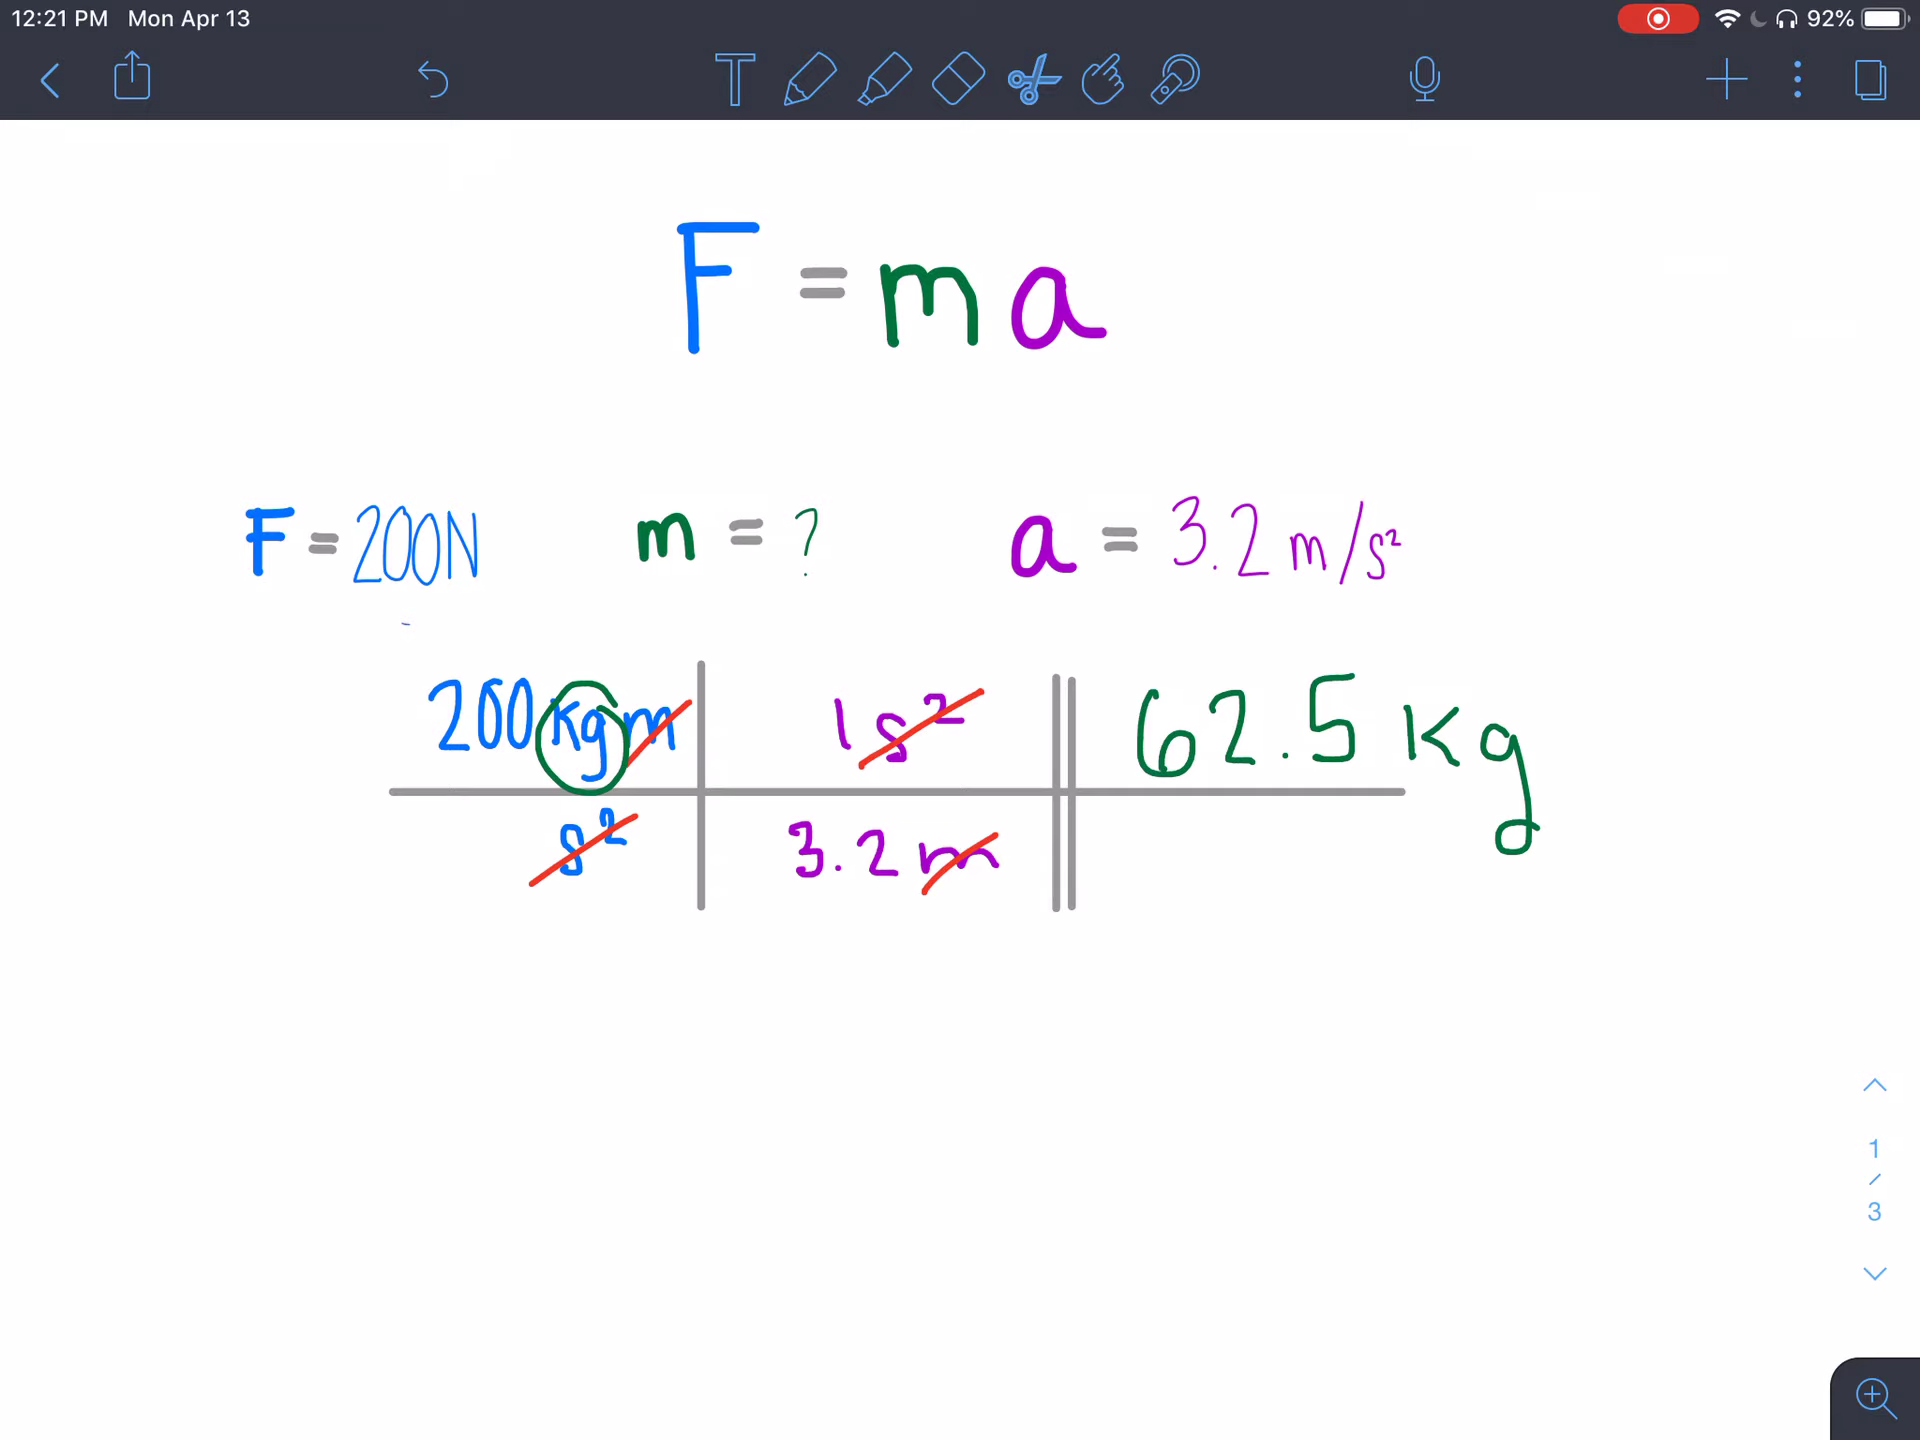 12:21 PM Mon Apr 13 92%
T
F = ma
F = 200N m = ? a = 3.2 m/s²
200 kg m 1 s² 62.5 kg
s² 3.2 m
1
/
3